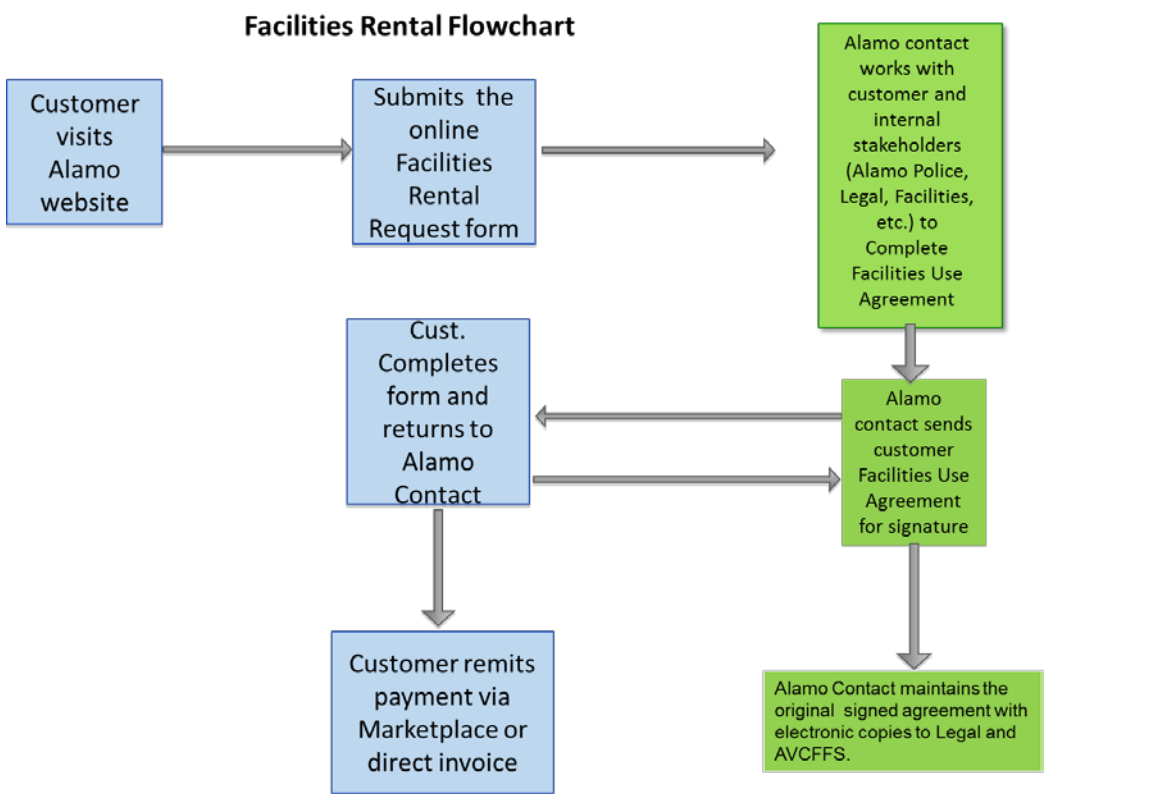 Facilities Rental Flowchart
Customer
visits
Alamo
website
Submits the
online
Facilities
Rental
Request form
Alamo contact
works with
customer and
internal
stakeholders
(Alamo Police,
Legal, Facilities,
etc.) to
Complete
Facilities Use
Agreement
Cust.
Completes
form and
returns to
Alamo
Contact
Alamo
contact sends
customer
Facilities Use
Agreement
for signature
Customer remits
payment via
Marketplace or
direct invoice
Alamo Contact maintains the
original signed agreement with
electronic copies to Legal and
AVCFFS.